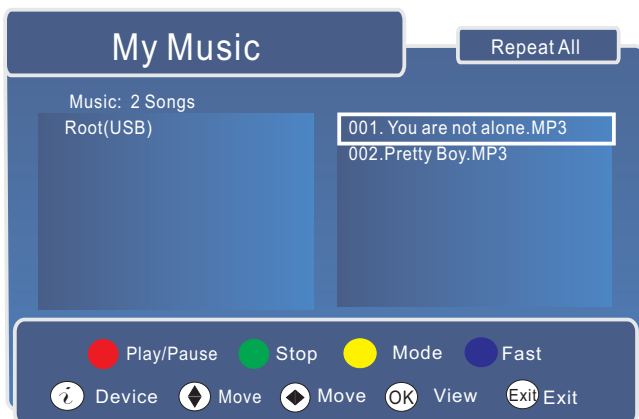 My Music
Repeat All
Music: 2 Songs
Root(USB)
001. You are not alone.MP3
002.Pretty Boy.MP3
Play/Pause Stop Mode Fast
i Device Move Move OK View Exit Exit